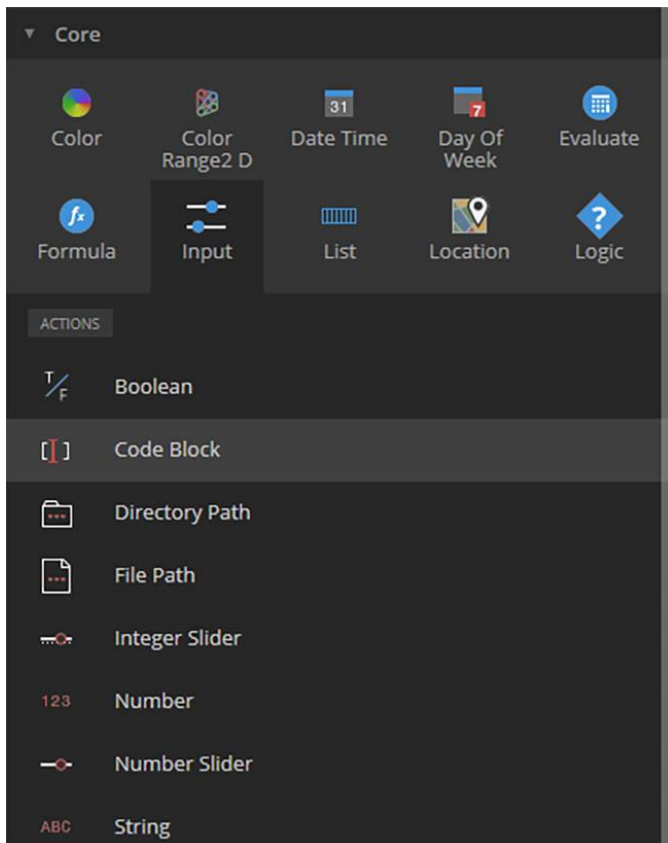 Core
31
7
Color
Color
Range2 D
Date Time
Day Of
Week
Evaluate
fx
?
Formula
Input
List
Location
Logic
ACTIONS
T/F
Boolean
[I]
Code Block
Directory Path
File Path
Integer Slider
123
Number
Number Slider
ABC
String